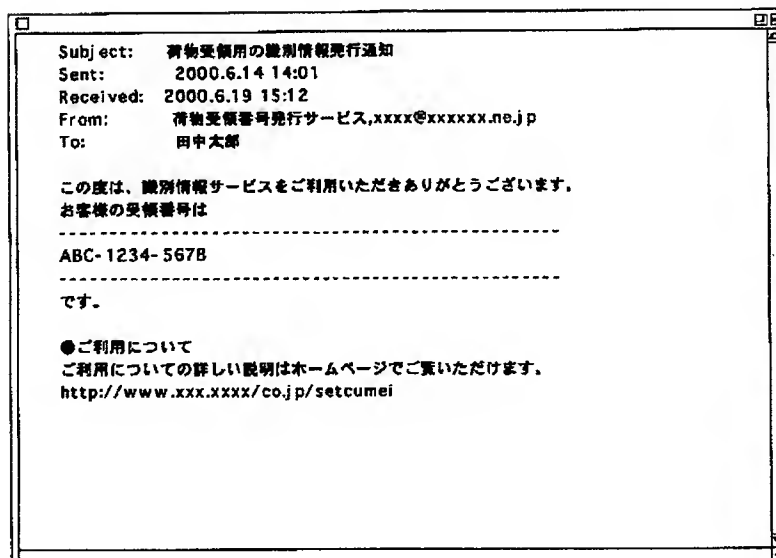 Subject: 荷物受領用の識別情報発行通知
Sent: 2000.6.14 14:01
Received: 2000.6.19 15:12
From: 荷物受領番号発行サービス,xxxx@xxxxxx.ne.jp
To: 田中太郎
この度は、識別情報サービスをご利用いただきありがとうございます。
お客様の受領番号は
--------------------------------------------------
ABC-1234-5678
--------------------------------------------------
です。
●ご利用について
ご利用についての詳しい説明はホームページでご覧いただけます。
http://www.xxx.xxxx/co.jp/setcumei